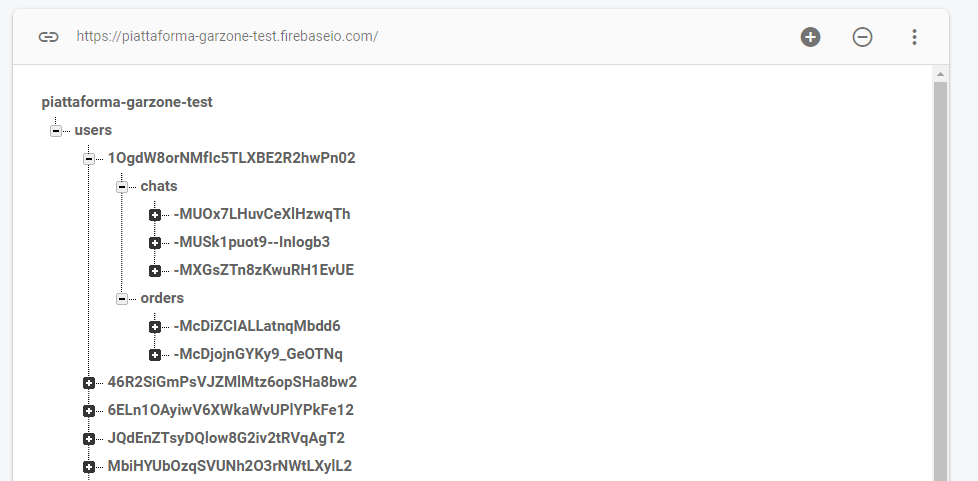 https://piattaforma-garzone-test.firebaseio.com/
piattaforma-garzone-test
users
1OgdW8orNMfIc5TLXBE2R2hwPn02
chats
-MUOx7LHuvCeXlHzwqTh
-MUSk1puot9--Inlogb3
-MXGsZTn8zKwuRH1EvUE
orders
-McDiZCIALLatnqMbdd6
-McDjojnGYKy9_GeOTNq
46R2SiGmPsVJZMlMtz6opSHa8bw2
6ELn1OAyiwV6XWkaWvUPlYPkFe12
JQdEnZTsyDQlow8G2iv2tRVqAgT2
MbiHYUbOzqSVUNh2O3rNWtLXylL2